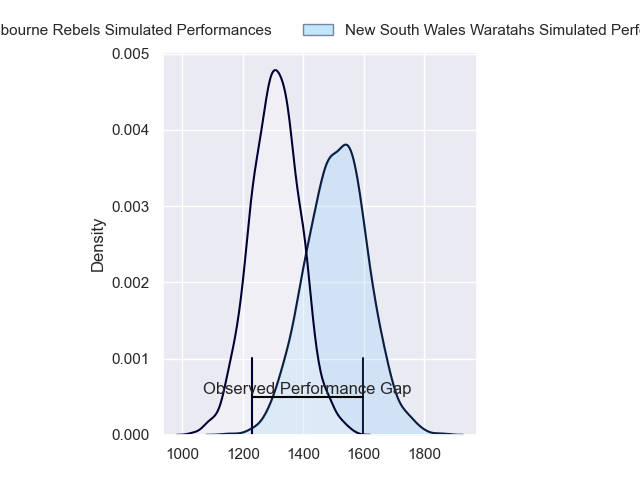 bourne Rebels Simulated Performances
New South Wales Waratahs Simulated Perf
0.005
0.004
0.003
0.002
0.001
0.000
Density
Observed Performance Gap
1000 1200 1400 1600 1800